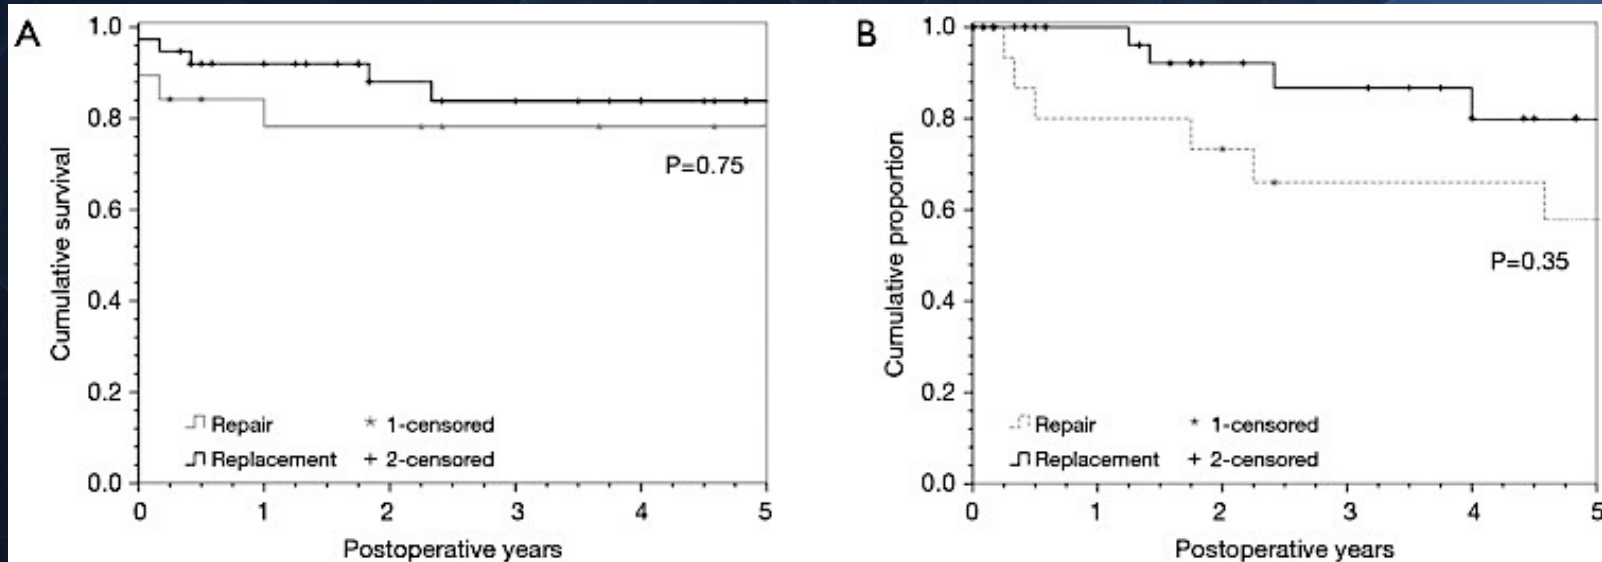 A
1.0
0.8
0.6
0.4
0.2
0.0
Cumulative survival
P=0.75
Repair
1-censored
Replacement
2-censored
0 1 2 3 4 5
Postoperative years
B
1.0
0.8
0.6
0.4
0.2
0.0
Cumulative proportion
P=0.35
Repair
1-censored
Replacement
2-censored
0 1 2 3 4 5
Postoperative years